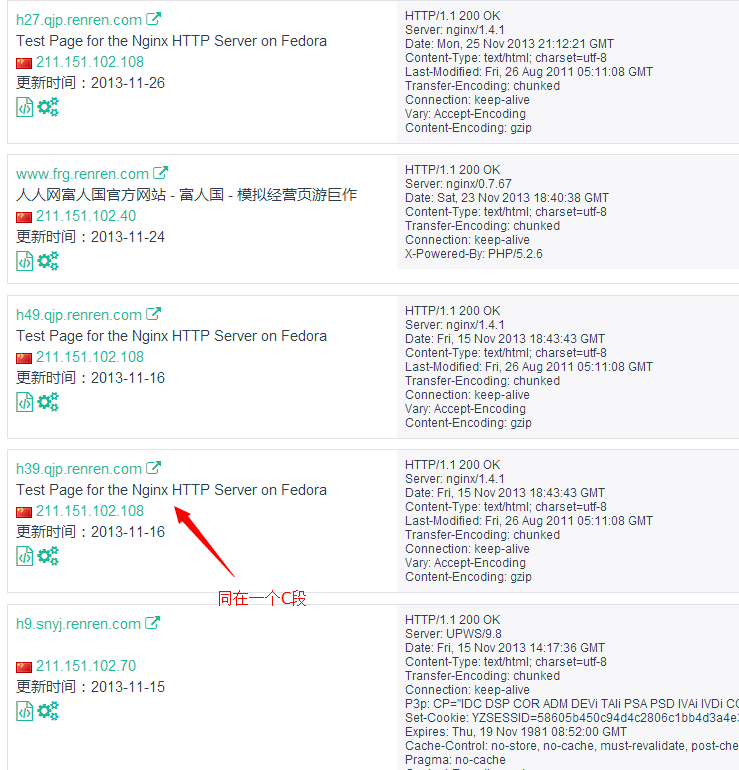 h27.qjp.renren.com
Test Page for the Nginx HTTP Server on Fedora
211.151.102.108
更新时间：2013-11-26
HTTP/1.1 200 OK
Server: nginx/1.4.1
Date: Mon, 25 Nov 2013 21:12:21 GMT
Content-Type: text/html; charset=utf-8
Last-Modified: Fri, 26 Aug 2011 05:11:08 GMT
Transfer-Encoding: chunked
Connection: keep-alive
Vary: Accept-Encoding
Content-Encoding: gzip
www.frg.renren.com
人人网富人国官方网站 - 富人国 - 模拟经营页游巨作
211.151.102.40
更新时间：2013-11-24
HTTP/1.1 200 OK
Server: nginx/0.7.67
Date: Sat, 23 Nov 2013 18:40:38 GMT
Content-Type: text/html; charset=utf-8
Transfer-Encoding: chunked
Connection: keep-alive
X-Powered-By: PHP/5.2.6
h49.qjp.renren.com
Test Page for the Nginx HTTP Server on Fedora
211.151.102.108
更新时间：2013-11-16
HTTP/1.1 200 OK
Server: nginx/1.4.1
Date: Fri, 15 Nov 2013 18:43:43 GMT
Content-Type: text/html; charset=utf-8
Last-Modified: Fri, 26 Aug 2011 05:11:08 GMT
Transfer-Encoding: chunked
Connection: keep-alive
Vary: Accept-Encoding
Content-Encoding: gzip
h39.qjp.renren.com
Test Page for the Nginx HTTP Server on Fedora
211.151.102.108
更新时间：2013-11-16
同在一个C段
HTTP/1.1 200 OK
Server: nginx/1.4.1
Date: Fri, 15 Nov 2013 18:43:43 GMT
Content-Type: text/html; charset=utf-8
Last-Modified: Fri, 26 Aug 2011 05:11:08 GMT
Transfer-Encoding: chunked
Connection: keep-alive
Vary: Accept-Encoding
Content-Encoding: gzip
h9.snyj.renren.com
211.151.102.70
更新时间：2013-11-15
HTTP/1.1 200 OK
Server: UPWS/9.8
Date: Fri, 15 Nov 2013 14:17:36 GMT
Content-Type: text/html; charset=utf-8
Transfer-Encoding: chunked
Connection: keep-alive
P3p: CP="IDC DSP COR ADM DEVi TAIi PSA PSD IVAi IVDi
Set-Cookie: YZSESSID=58605b450c94d4c2806c1bb4d3a4e
Expires: Thu, 19 Nov 1981 08:52:00 GMT
Cache-Control: no-store, no-cache, must-revalidate, post-che
Pragma: no-cache